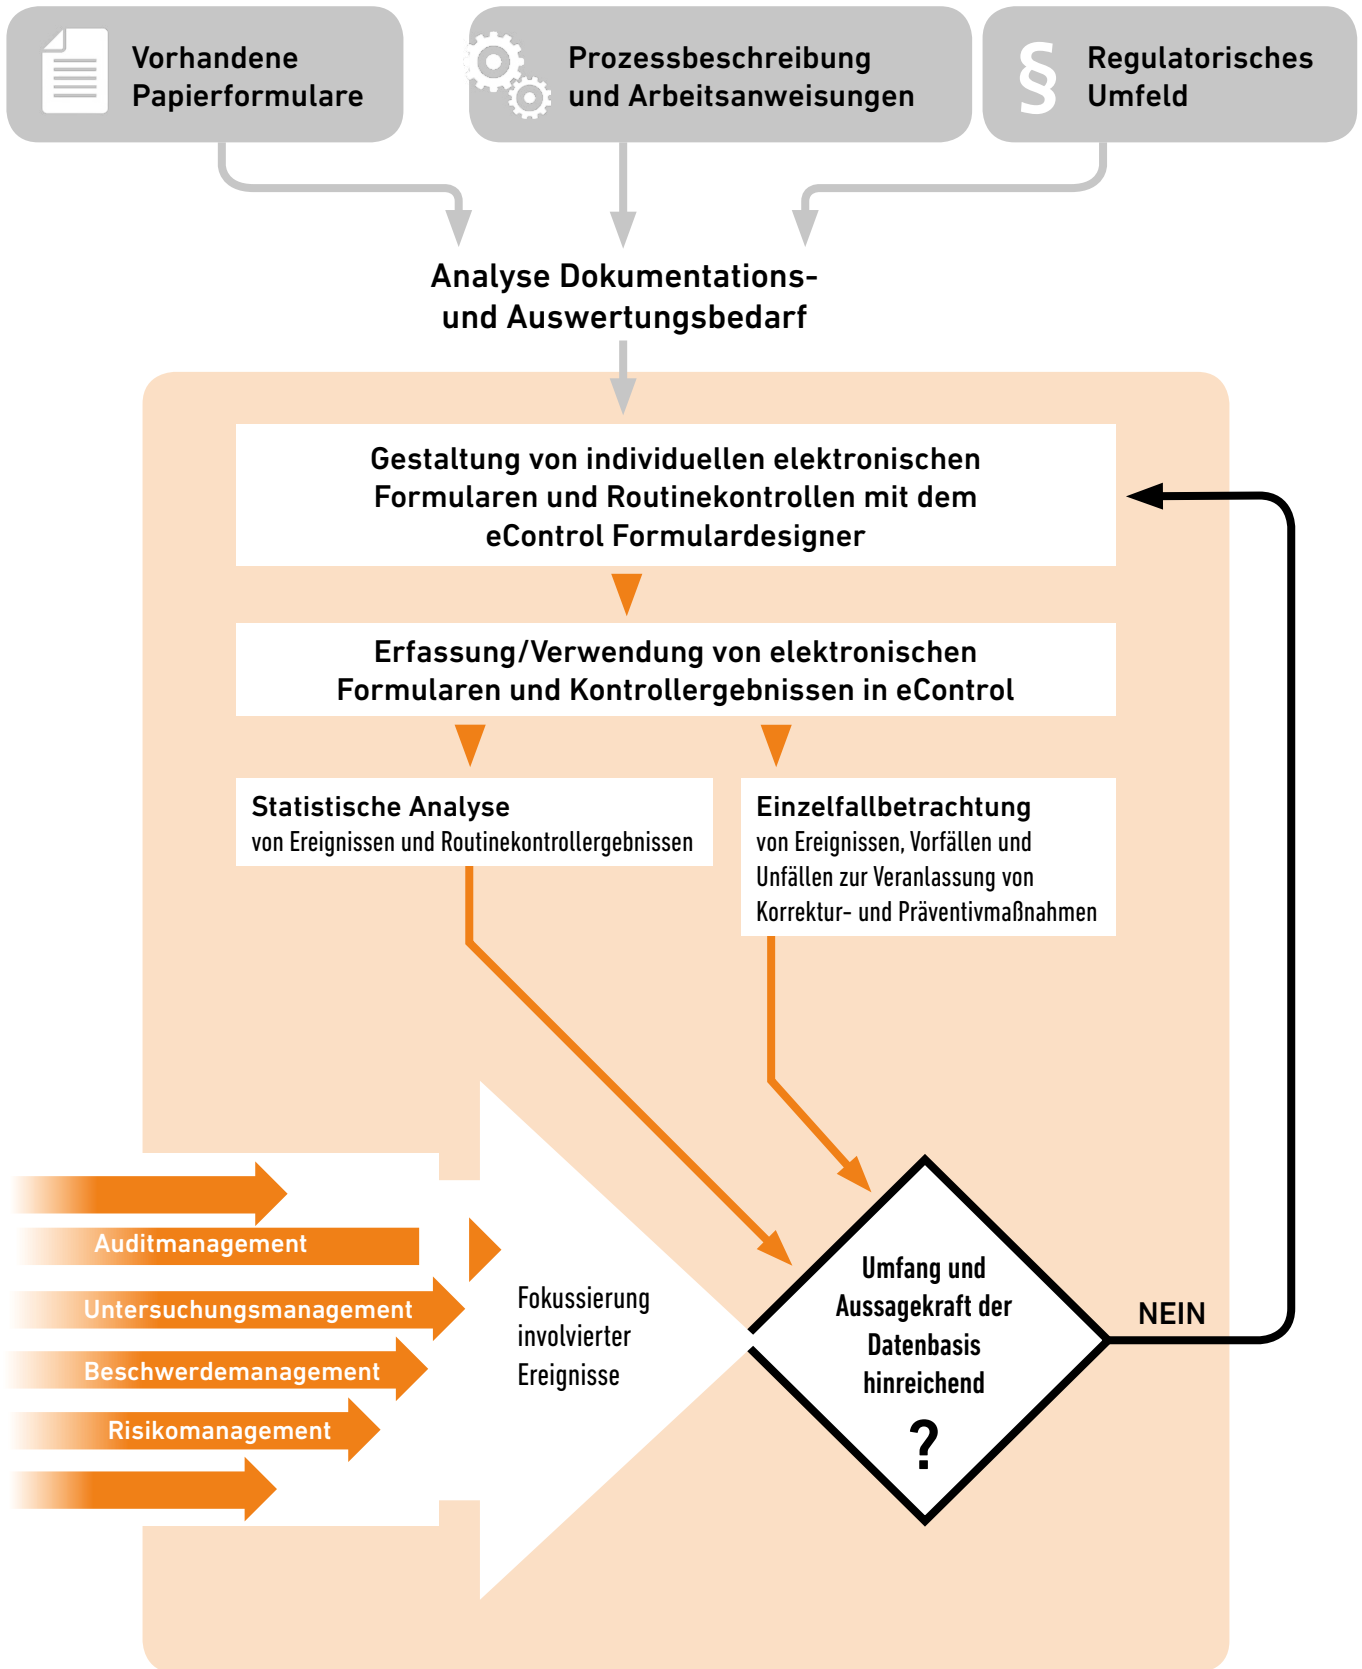 Vorhandene
Papierformulare
Prozessbeschreibung
und Arbeitsanweisungen
§
Regulatorisches
Umfeld
Analyse Dokumentations-
und Auswertungsbedarf
Gestaltung von individuellen elektronischen
Formularen und Routinekontrollen mit dem
eControl Formulardesigner
Erfassung/Verwendung von elektronischen
Formularen und Kontrollergebnissen in eControl
Statistische Analyse
von Ereignissen und Routinekontrollergebnissen
Einzelfallbetrachtung
von Ereignissen, Vorfällen und
Unfällen zur Veranlassung von
Korrektur- und Präventivmaßnahmen
Auditmanagement
Untersuchungsmanagement
Beschwerdemanagement
Risikomanagement
Fokussierung
involvierter
Ereignisse
Umfang und
Aussagekraft der
Datenbasis
hinreichend
?
NEIN